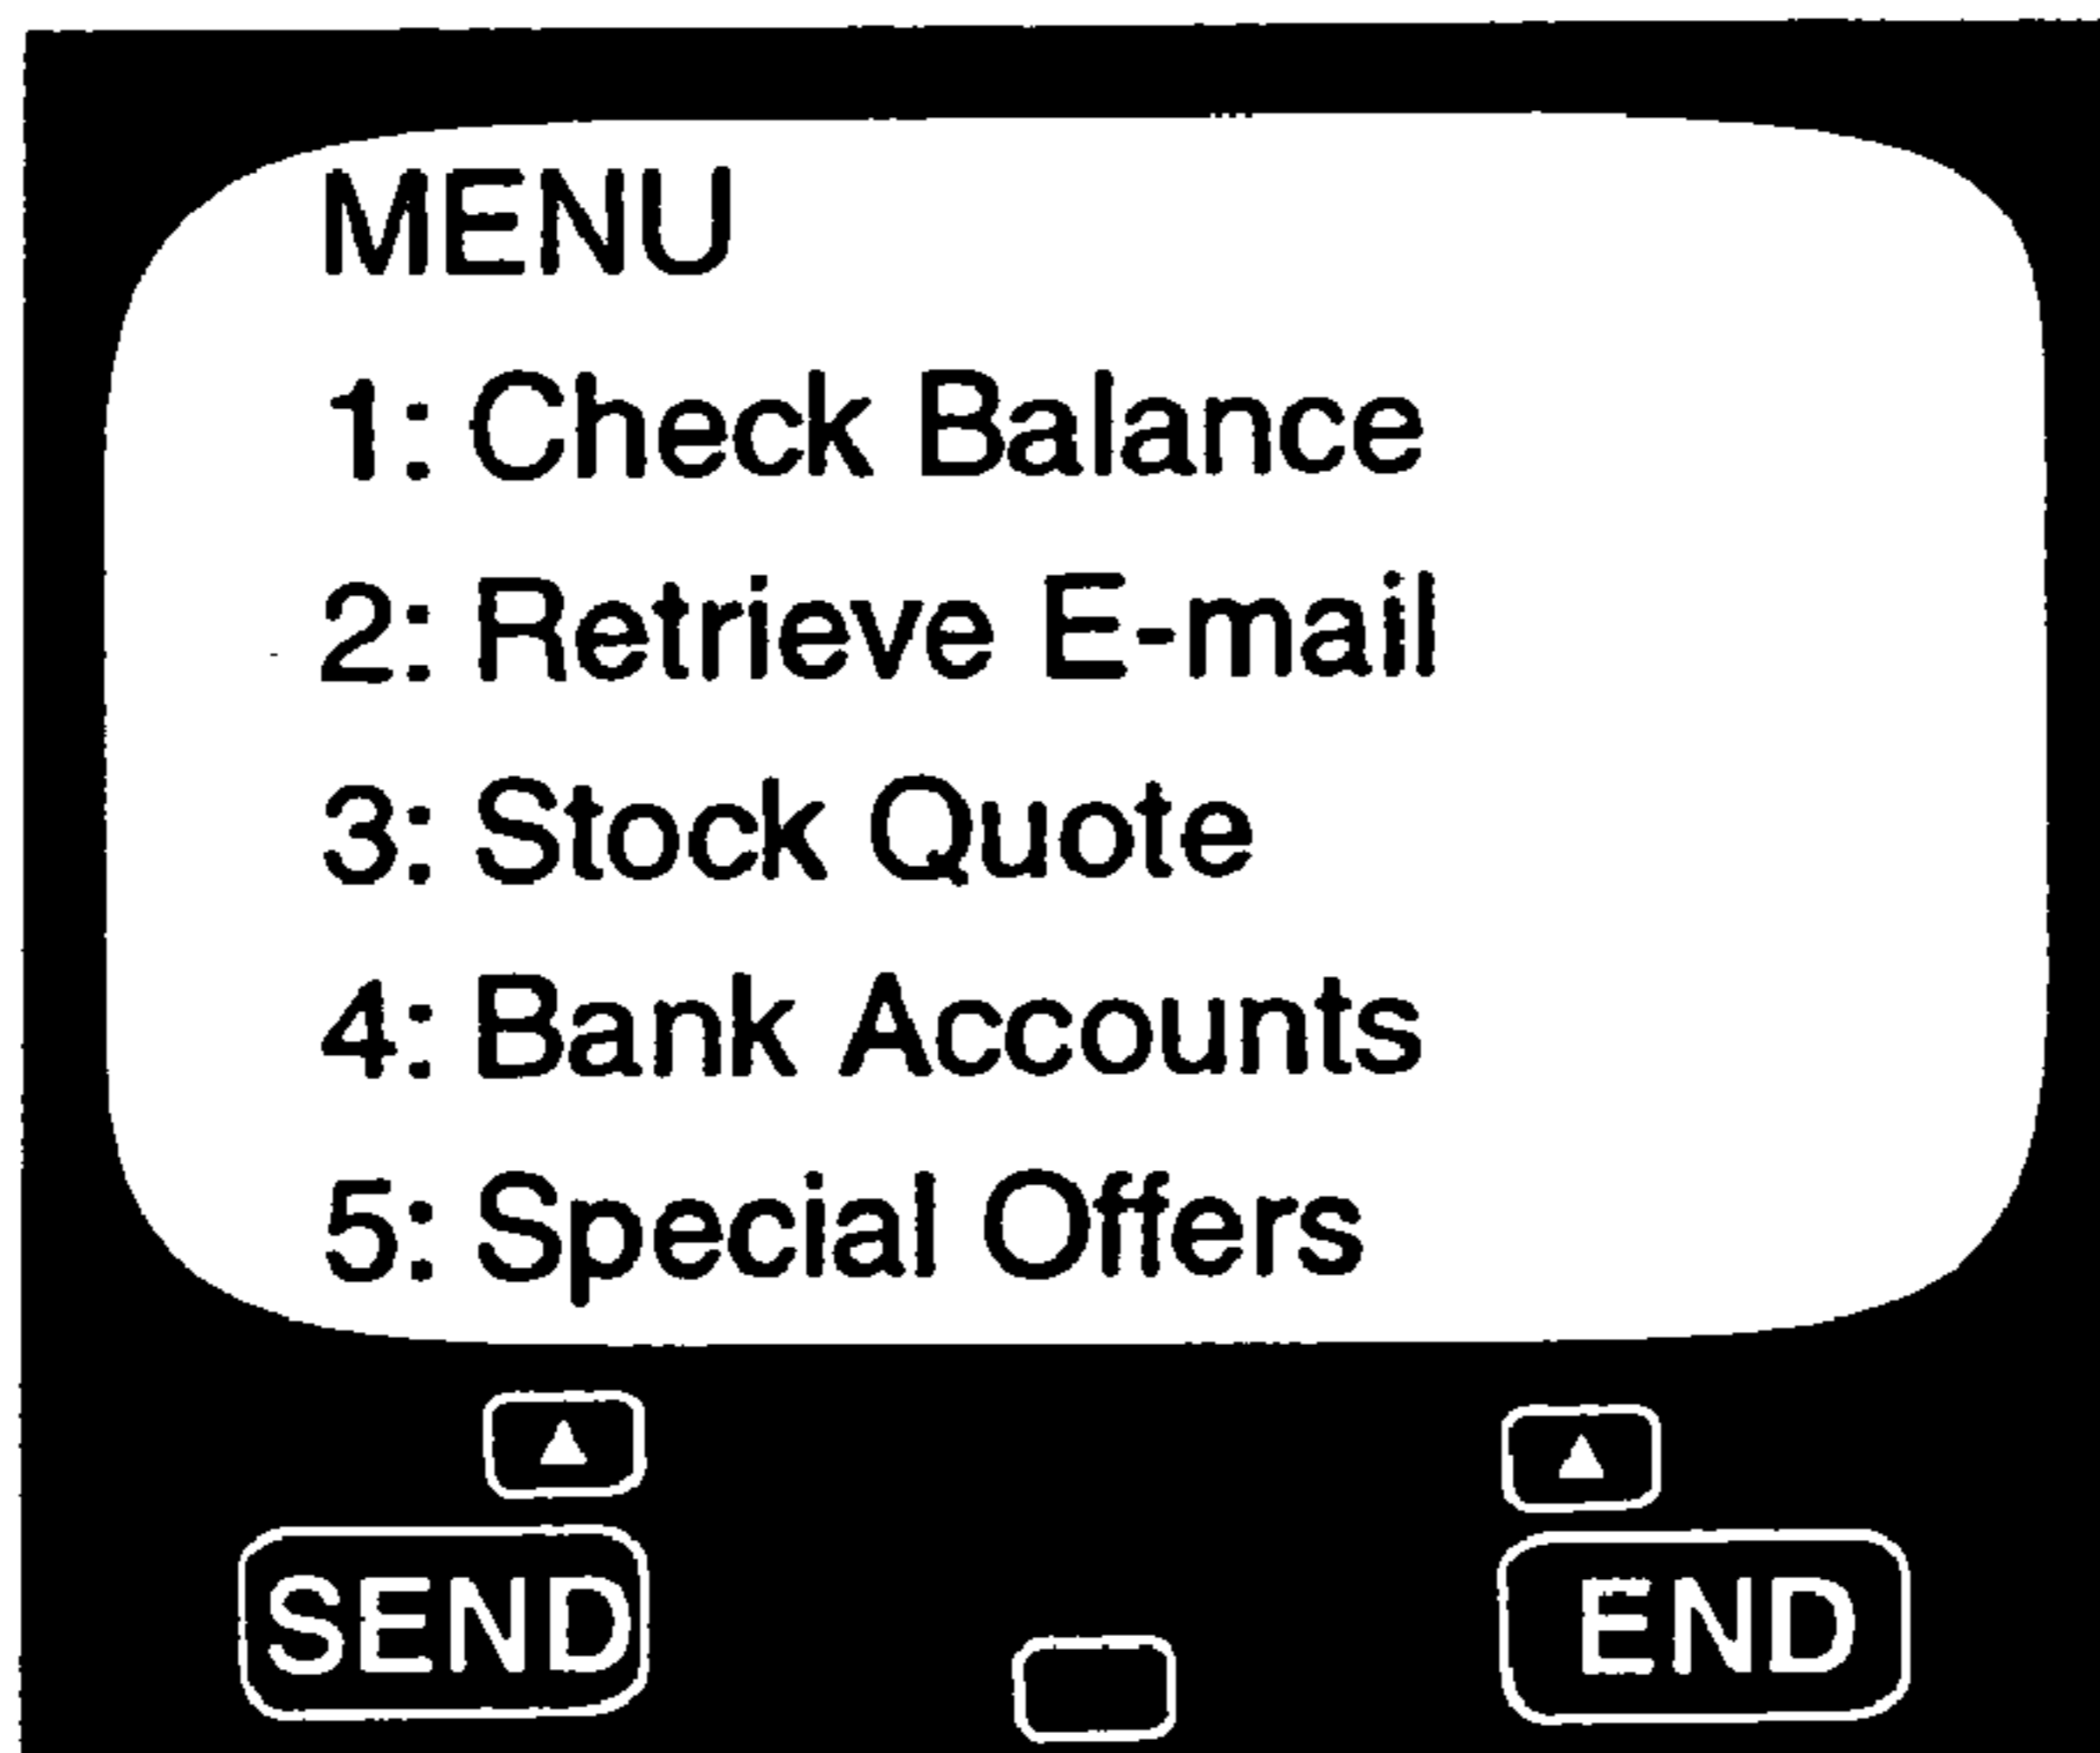 MENU
1: Check Balance
2: Retrieve E-mail
3: Stock Quote
4: Bank Accounts
5: Special Offers
SEND
END